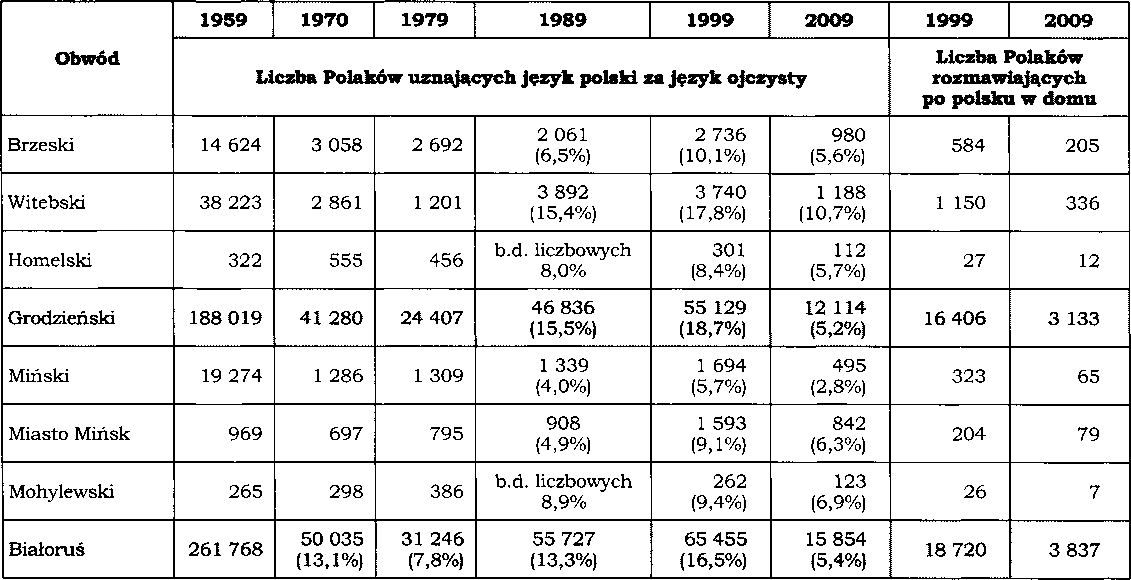 Obwód 1959 1970 1979 1989 1999 2009 1999 2009
Liczba Polaków uznających język polski za język ojczysty
Liczba Polaków
rozmawiających
po polsku w domu
Brzeski 14 624 3 058 2 692 2 061 (6,5%) 2 736 (10,1%) 980 (5,6%) 584 205
Witebski 38 223 2 861 1 201 3 892 (15,4%) 3 740 (17,8%) 1 188 (10,7%) 1 150 336
Homelski 322 555 456 b.d. liczbowych 8,0% 301 (8,4%) 112 (5,7%) 27 12
Grodzieński 188 019 41 280 24 407 46 836 (15,5%) 55 129 (18,7%) 12 114 (5,2%) 16 406 3 133
Miński 19 274 1 286 1 309 1 339 (4,0%) 1 694 (5,7%) 495 (2,8%) 323 65
Miasto Mińsk 969 697 795 908 (4,9%) 1 593 (9,1%) 842 (6,3%) 204 79
Mohylewski 265 298 386 b.d. liczbowych 8,9% 262 (9,4%) 123 (6,9%) 26 7
Białoruś 261 768 50 035 (13,1%) 31 246 (7,8%) 55 727 (13,3%) 65 455 (16,5%) 15 854 (5,4%) 18 720 3 837